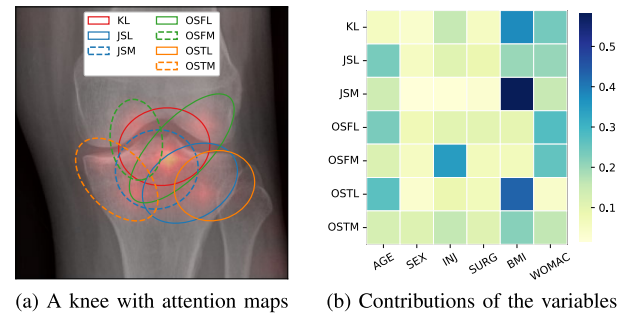 KL
JSL
JSM
OSFL
OSFM
OSTL
OSTM
KL
JSL
JSM
OSFL
OSFM
OSTL
OSTM
AGE
SEX
INJ
SURG
BMI
WOMAC
0.5
0.4
0.3
0.2
0.1
(a) A knee with attention maps
(b) Contributions of the variables